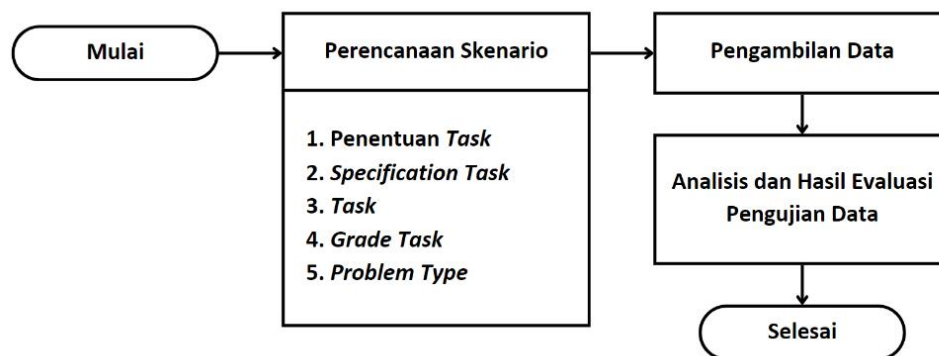 Mulai
Perencanaan Skenario
1. Penentuan Task
2. Specification Task
3. Task
4. Grade Task
5. Problem Type
Pengambilan Data
Analisis dan Hasil Evaluasi
Pengujian Data
Selesai